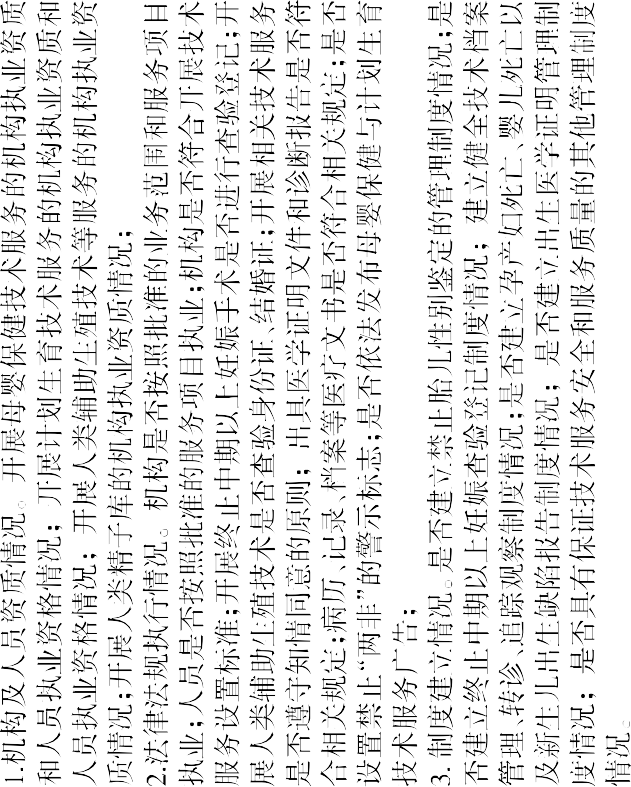 1.机构及人员资质情况。开展母婴保健技术服务的机构执业资质
和人员执业资格情况；开展计划生育技术服务的机构执业资质和
人员执业资格情况；开展人类辅助生殖技术等服务的机构执业资
质情况；开展人类精子库的机构执业资质情况；
2.法律法规执行情况。机构是否按照批准的业务范围和服务项目
执业；人员是否按照批准的服务项目执业；机构是否符合开展技术
服务设置标准；开展终止中期以上妊娠手术是否进行查验登记；开
展人类辅助生殖技术是否查验身份证、结婚证；开展相关技术服务
是否遵守知情同意的原则；出具医学证明文件和诊断报告是否符
合相关规定；病历、记录、档案等医疗文书是否符合相关规定；是否
设置禁止“两非”的警示标志；是否依法发布母婴保健与计划生育
技术服务广告；
3.制度建立情况。是否建立禁止胎儿性别鉴定的管理制度情况；是
否建立终止中期以上妊娠查验登记制度情况；建立健全技术档案
管理、转诊、追踪观察制度情况；是否建立孕产妇死亡、婴儿死亡以
及新生儿出生缺陷报告制度情况；是否建立出生医学证明管理制
度情况；是否具有保证技术服务安全和服务质量的其他管理制度
情况。